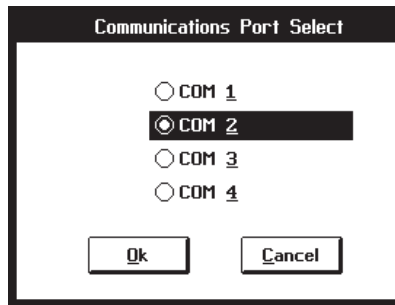 Communications Port Select
COM 1
COM 2
COM 3
COM 4
Ok Cancel